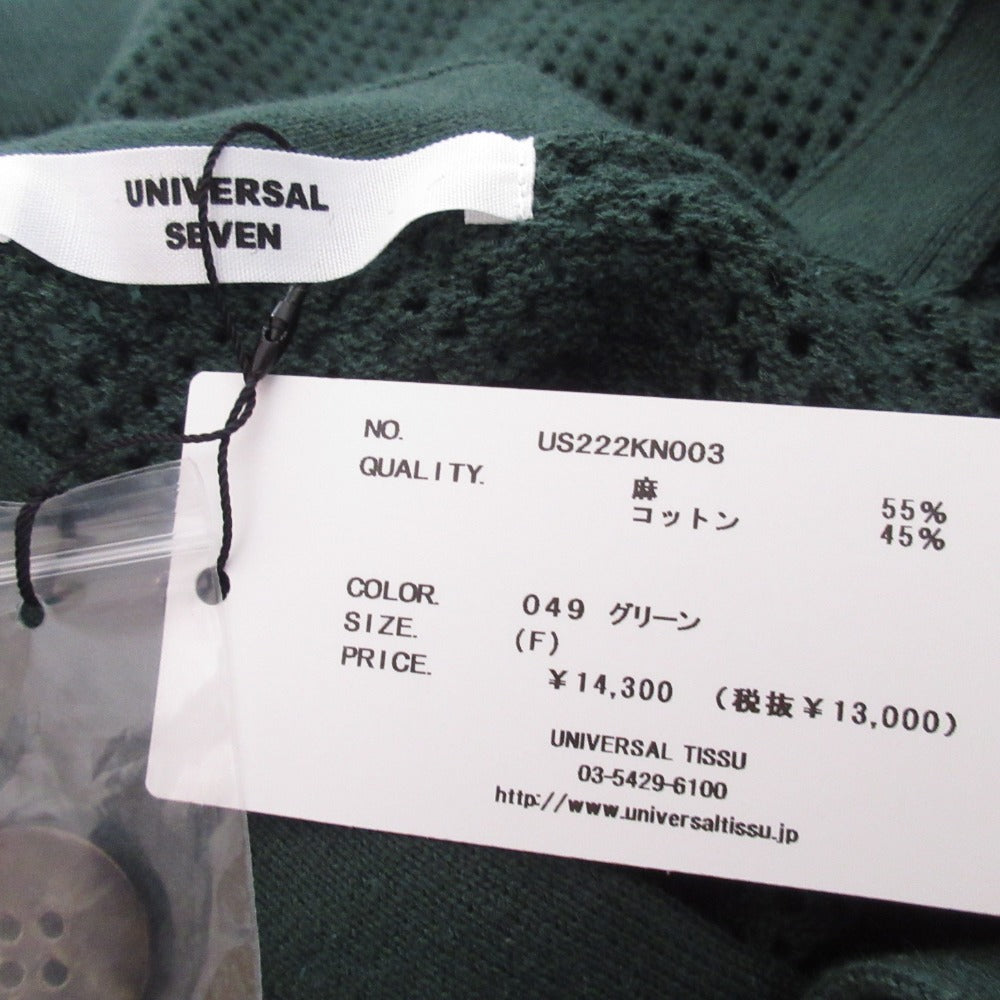 UNIVERSAL
SEVEN
NO. US222KN003
QUALITY. 麻 55%
コットン 45%
COLOR. 049 グリーン
SIZE. (F)
PRICE. ¥14,300 (税抜¥13,000)
UNIVERSAL TISSU
03-5429-6100
http://www.universaltissu.jp